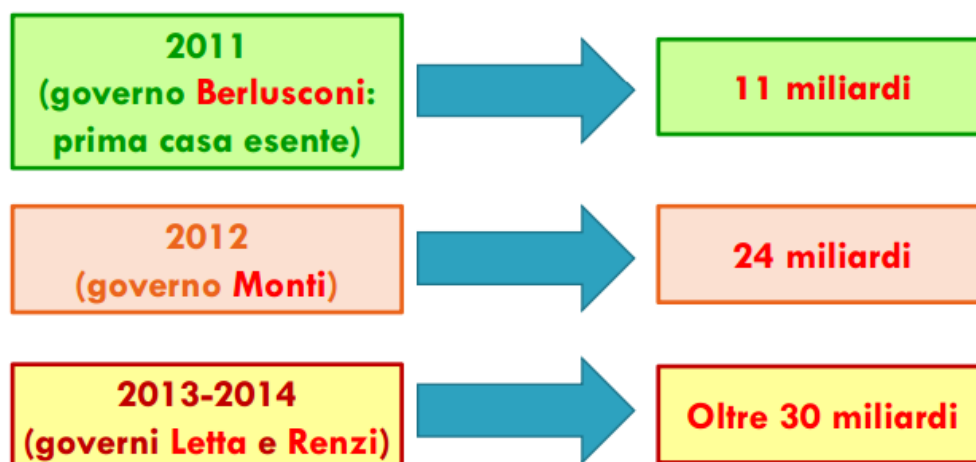 2011
(governo Berlusconi:
prima casa esente)
11 miliardi
2012
(governo Monti)
24 miliardi
2013-2014
(governi Letta e Renzi)
Oltre 30 miliardi